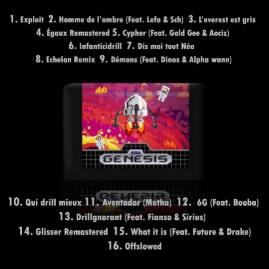 1. Exploit 2. Homme de l'ombre (Feat. Lefa & Sch) 3. L'everest est gris
4. Égaux Remastered 5. Cypher (Feat. Gold Gee & Aociz)
6. Infanticidrill 7. Dis moi tout Néo
8. Echelon Remix 9. Démons (Feat. Dinos & Alpha wann)
GENESIS
10. Qui drill mieux 11. Aventador (Metha) 12. 6G (Feat. Booba)
13. Drillgnorant (Feat. Fianso & Sirius)
14. Glisser Remastered 15. What it is (Feat. Future & Drake)
16. Offslowed